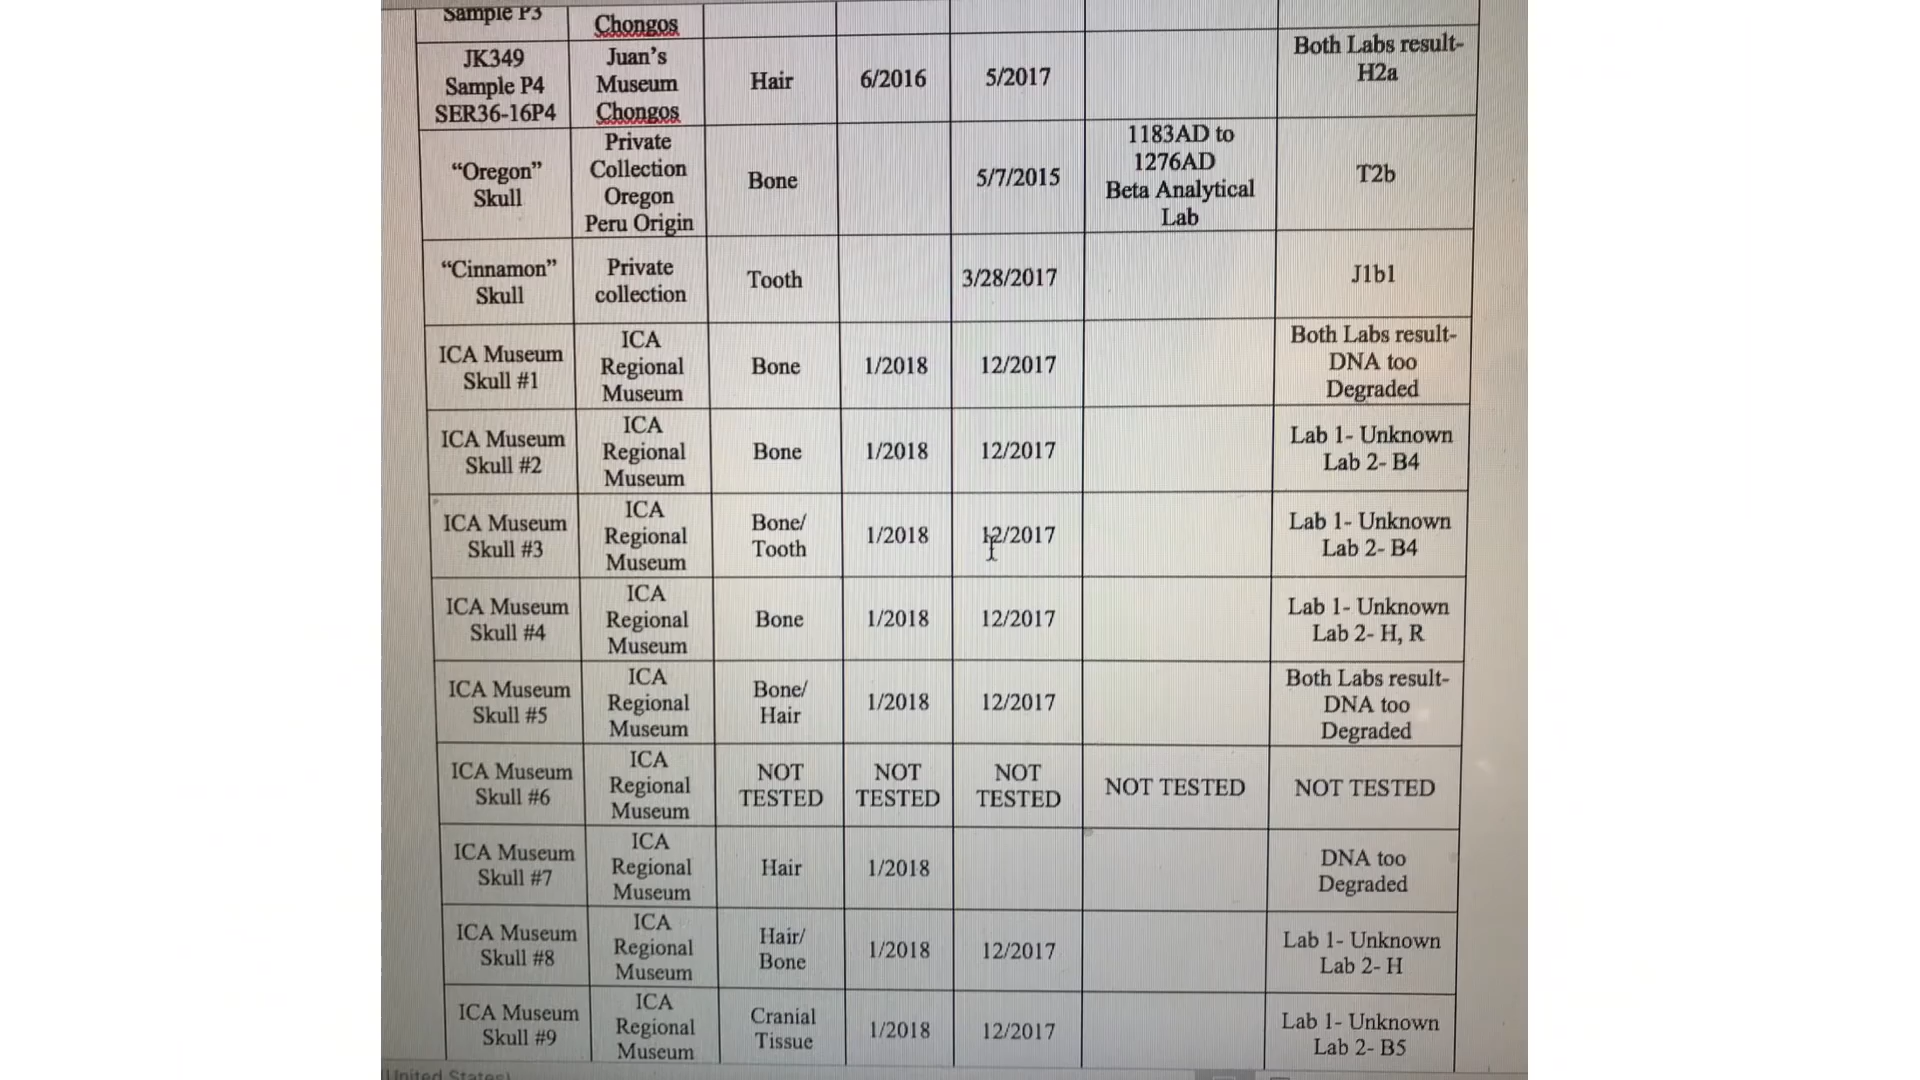 Sample P3
Chongos
JK349
Sample P4
SER36-16P4
Juan's
Museum
Chongos
Hair
6/2016
5/2017
Both Labs result-
H2a
"Oregon"
Skull
Private
Collection
Oregon
Peru Origin
Bone
5/7/2015
1183AD to
1276AD
Beta Analytical
Lab
T2b
"Cinnamon"
Skull
Private
collection
Tooth
3/28/2017
J1b1
ICA Museum
Skull #1
ICA
Regional
Museum
Bone
1/2018
12/2017
Both Labs result-
DNA too
Degraded
ICA Museum
Skull #2
ICA
Regional
Museum
Bone
1/2018
12/2017
Lab 1- Unknown
Lab 2- B4
ICA Museum
Skull #3
ICA
Regional
Museum
Bone/
Tooth
1/2018
12/2017
Lab 1- Unknown
Lab 2- B4
ICA Museum
Skull #4
ICA
Regional
Museum
Bone
1/2018
12/2017
Lab 1- Unknown
Lab 2- H, R
ICA Museum
Skull #5
ICA
Regional
Museum
Bone/
Hair
1/2018
12/2017
Both Labs result-
DNA too
Degraded
ICA Museum
Skull #6
ICA
Regional
Museum
NOT
TESTED
NOT
TESTED
NOT
TESTED
NOT TESTED
NOT TESTED
ICA Museum
Skull #7
ICA
Regional
Museum
Hair
1/2018
DNA too
Degraded
ICA Museum
Skull #8
ICA
Regional
Museum
Hair/
Bone
1/2018
12/2017
Lab 1- Unknown
Lab 2- H
ICA Museum
Skull #9
ICA
Regional
Museum
Cranial
Tissue
1/2018
12/2017
Lab 1- Unknown
Lab 2- B5
(United States)